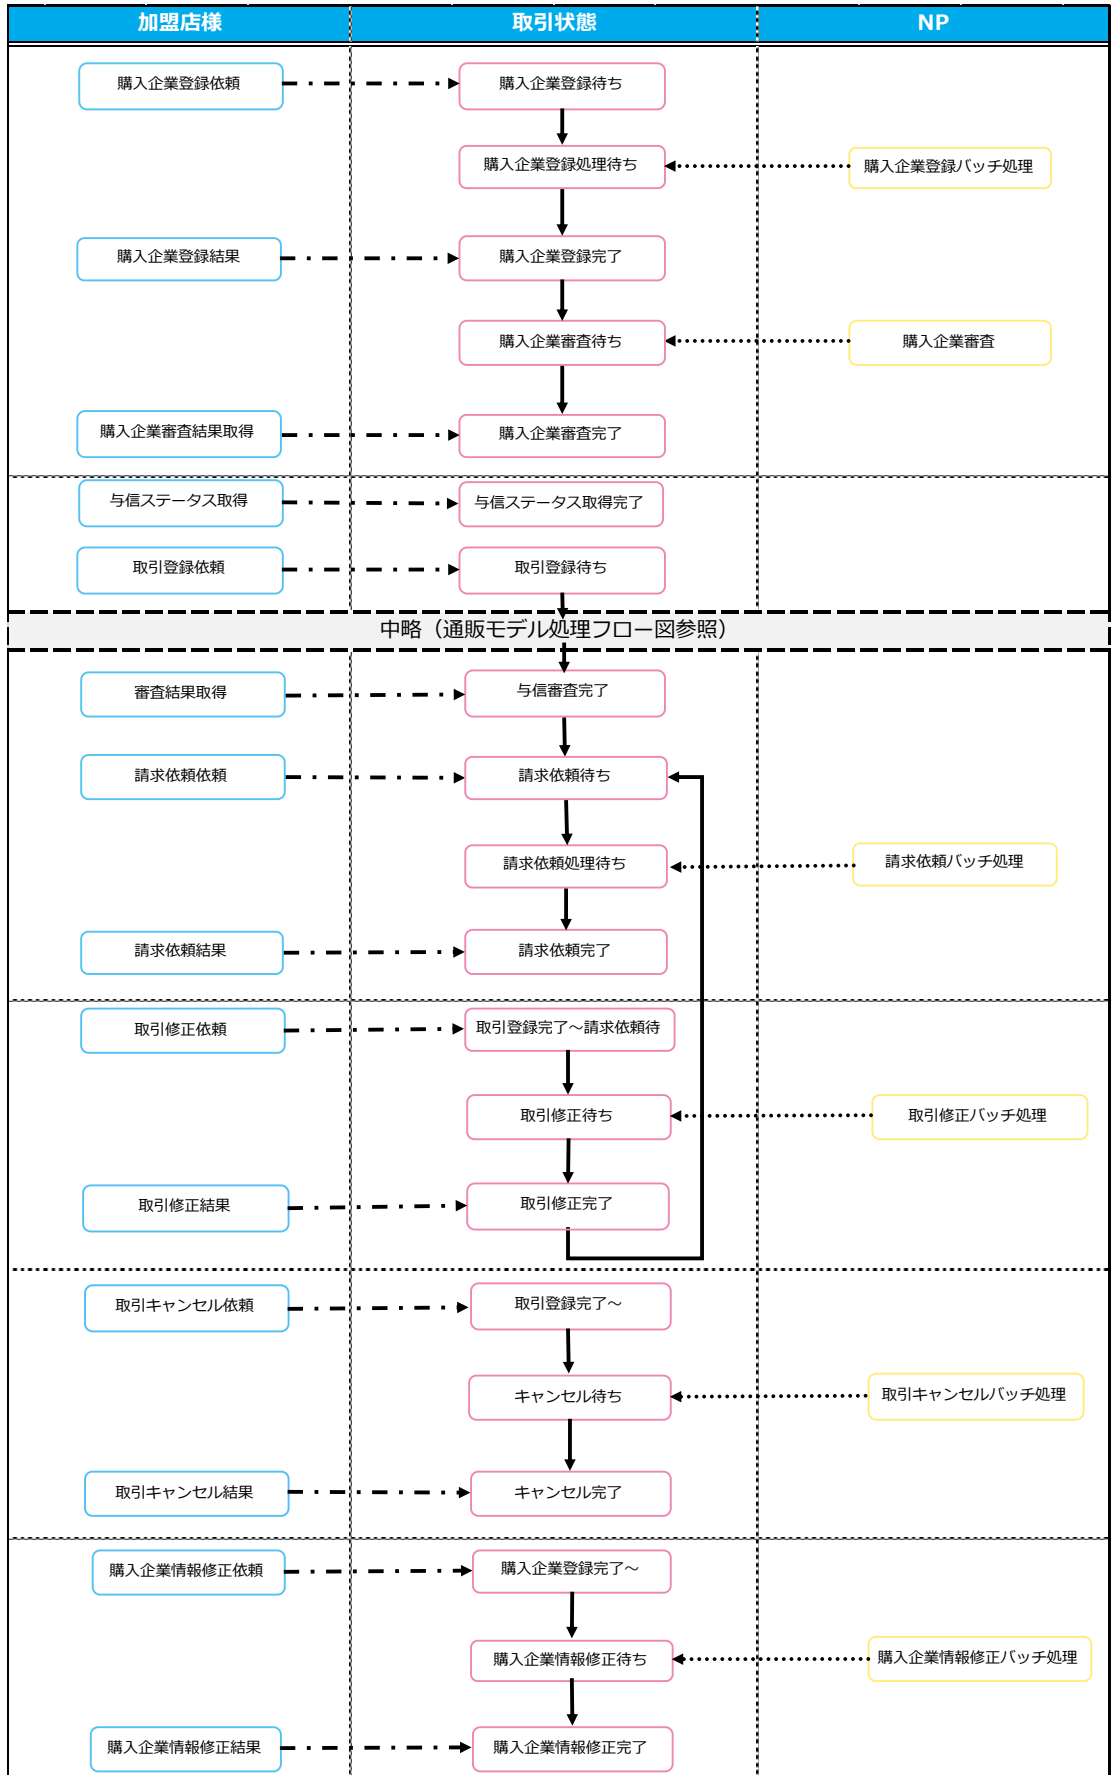 加盟店様
取引状態
NP
購入企業登録依頼
購入企業登録待ち
購入企業登録処理待ち
購入企業登録バッチ処理
購入企業登録結果
購入企業登録完了
購入企業審査待ち
購入企業審査
購入企業審査結果取得
購入企業審査完了
与信ステータス取得
与信ステータス取得完了
取引登録依頼
取引登録待ち
中略（通販モデル処理フロー図参照）
審査結果取得
与信審査完了
請求依頼依頼
請求依頼待ち
請求依頼処理待ち
請求依頼バッチ処理
請求依頼結果
請求依頼完了
取引修正依頼
取引登録完了～請求依頼待
取引修正待ち
取引修正バッチ処理
取引修正結果
取引修正完了
取引キャンセル依頼
取引登録完了～
キャンセル待ち
取引キャンセルバッチ処理
取引キャンセル結果
キャンセル完了
購入企業情報修正依頼
購入企業登録完了～
購入企業情報修正待ち
購入企業情報修正バッチ処理
購入企業情報修正結果
購入企業情報修正完了